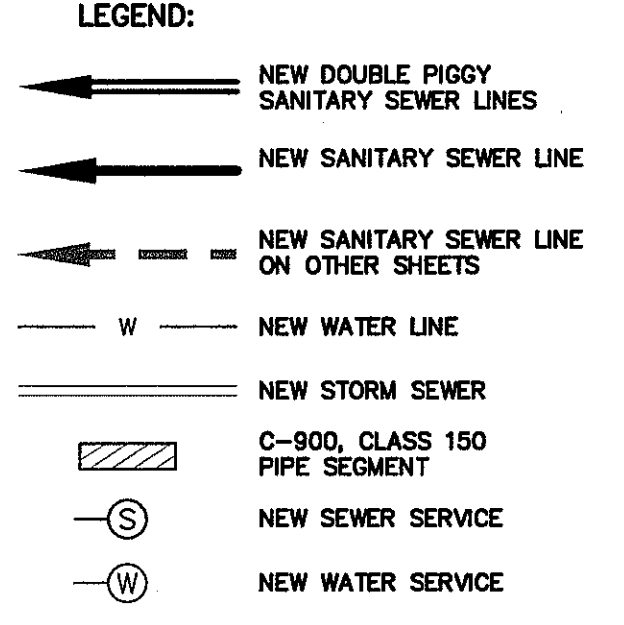 LEGEND:
NEW DOUBLE PIGGY
SANITARY SEWER LINES
NEW SANITARY SEWER LINE
NEW SANITARY SEWER LINE
ON OTHER SHEETS
W NEW WATER LINE
NEW STORM SEWER
C-900, CLASS 150
PIPE SEGMENT
S NEW SEWER SERVICE
W NEW WATER SERVICE